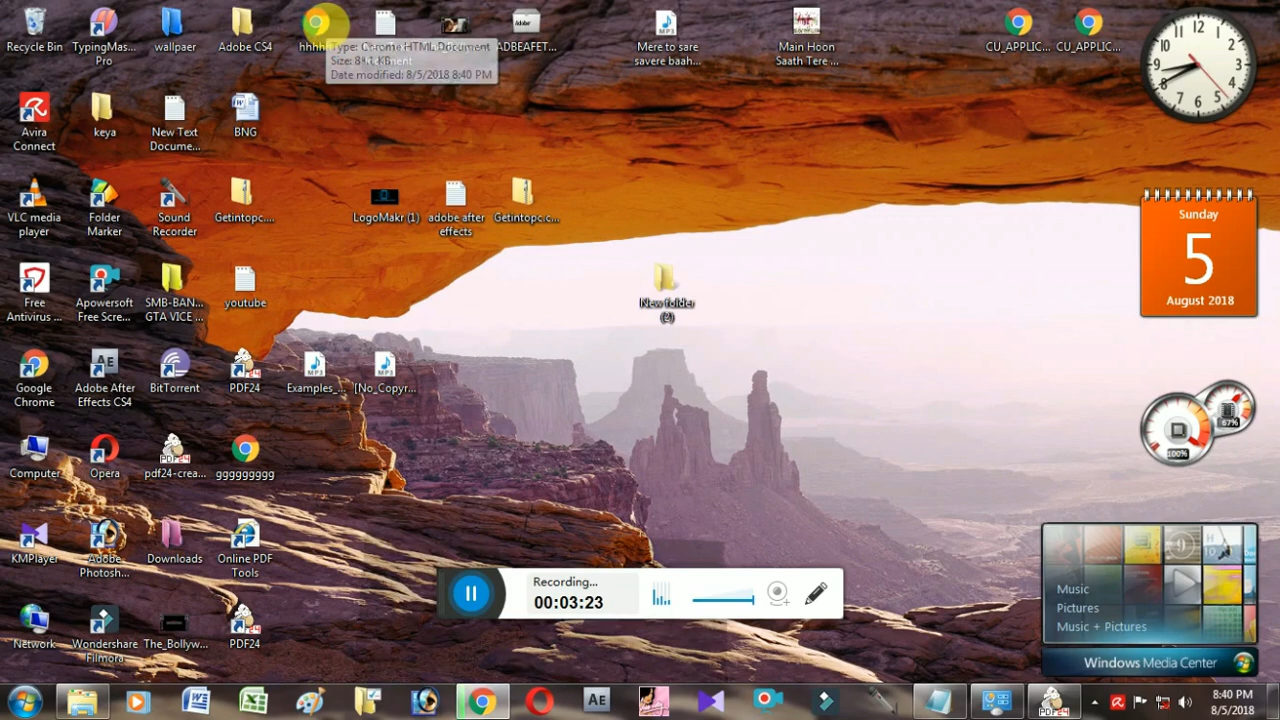 Recycle Bin
TypingMas...
Pro
wallpaer
Adobe CS4
ADBEAFET...
Mere to sare
savere baah...
Main Hoon
Saath Tere ...
CU_APPLIC...
CU_APPLIC...
12
Type: Chrome HTML Document
Date modified: 8/5/2018 8:40 PM
Avira
Connect
keya
New Text
Docume...
BNG
VLC media
player
Folder
Marker
Sound
Recorder
Getintopc....
LogoMakr (1)
adobe after
effects
Getintopc.c...
Sunday
5
August 2018
Free
Antivirus ...
Apowersoft
Free Scre...
SMB-BAN...
GTA VICE ...
youtube
New folder
(2)
Google
Chrome
Adobe After
Effects CS4
BitTorrent
PDF24
Examples_...
[No_Copyr...
67%
100%
Computer
Opera
pdf24-crea...
ggggggggg
KMPlayer
Adobe
Photosh...
Downloads
Online PDF
Tools
Recording...
00:03:23
Music
Pictures
Music + Pictures
Network
Wondershare
Filmora
The_Bollyw...
PDF24
Windows Media Center
AE
PDF24
8:40 PM
8/5/2018